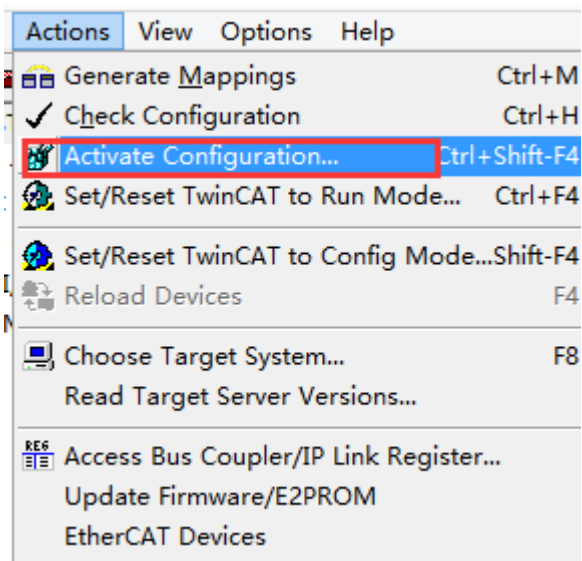 Actions View Options Help
Generate Mappings Ctrl+M
Check Configuration Ctrl+H
Activate Configuration... Ctrl+Shift-F4
Set/Reset TwinCAT to Run Mode... Ctrl+F4
Set/Reset TwinCAT to Config Mode...Shift-F4
Reload Devices F4
Choose Target System... F8
Read Target Server Versions...
REG Access Bus Coupler/IP Link Register...
Update Firmware/E2PROM
EtherCAT Devices